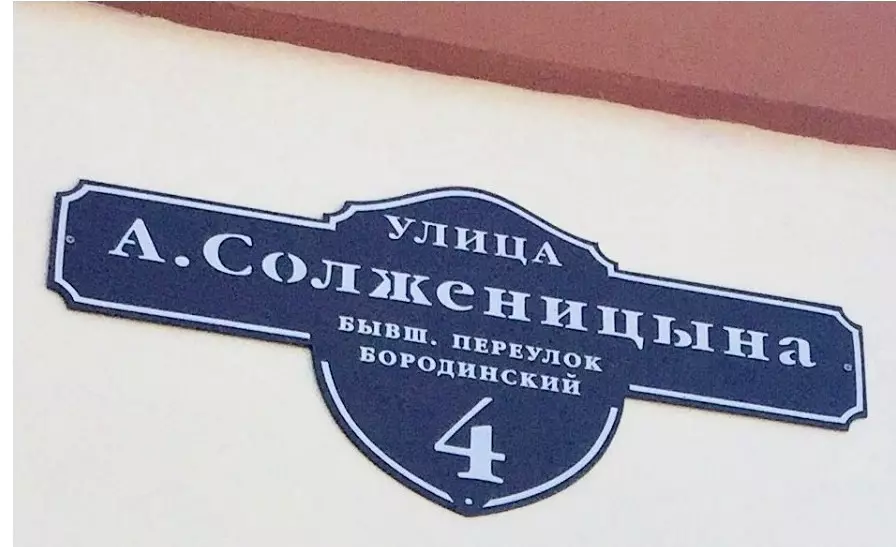 УЛИЦА
А.Солженицына
БЫВШ. ПЕРЕУЛОК
БОРОДИНСКИЙ
4